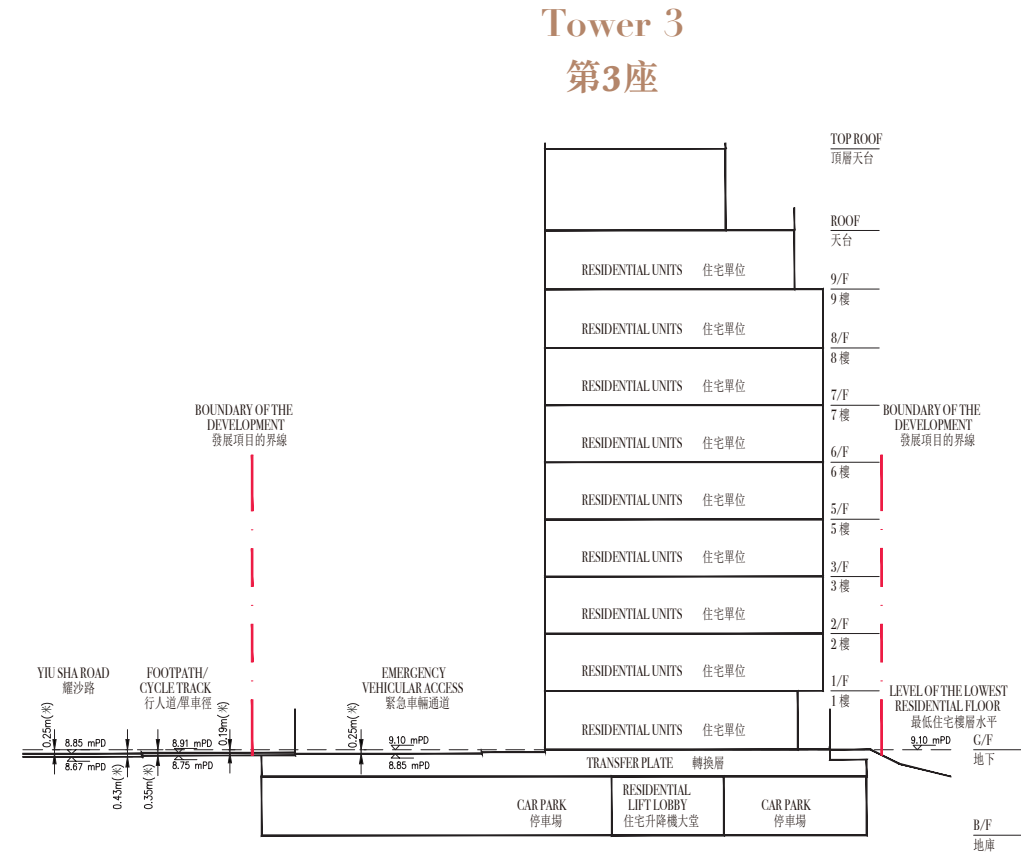 Tower 3
第3座
TOP ROOF
頂層天台
ROOF
天台
RESIDENTIAL UNITS 住宅單位
9/F
9 樓
RESIDENTIAL UNITS 住宅單位
8/F
8 樓
RESIDENTIAL UNITS 住宅單位
7/F
7 樓
RESIDENTIAL UNITS 住宅單位
6/F
6 樓
RESIDENTIAL UNITS 住宅單位
5/F
5 樓
RESIDENTIAL UNITS 住宅單位
3/F
3 樓
RESIDENTIAL UNITS 住宅單位
2/F
2 樓
RESIDENTIAL UNITS 住宅單位
1/F
1 樓
RESIDENTIAL UNITS 住宅單位
BOUNDARY OF THE
DEVELOPMENT
發展項目的界線
BOUNDARY OF THE
DEVELOPMENT
發展項目的界線
YIU SHA ROAD
耀沙路
FOOTPATH/
CYCLE TRACK
行人道/單車徑
EMERGENCY
VEHICULAR ACCESS
緊急車輛通道
LEVEL OF THE LOWEST
RESIDENTIAL FLOOR
最低住宅樓層水平
0.25m(米)
8.85 mPD
8.67 mPD
0.43m(米)
0.35m(米)
8.91 mPD
8.75 mPD
0.19m(米)
0.25m(米)
9.10 mPD
8.85 mPD
9.10 mPD
G/F
地下
TRANSFER PLATE 轉換層
CAR PARK
停車場
RESIDENTIAL
LIFT LOBBY
住宅升降機大堂
CAR PARK
停車場
B/F
地庫